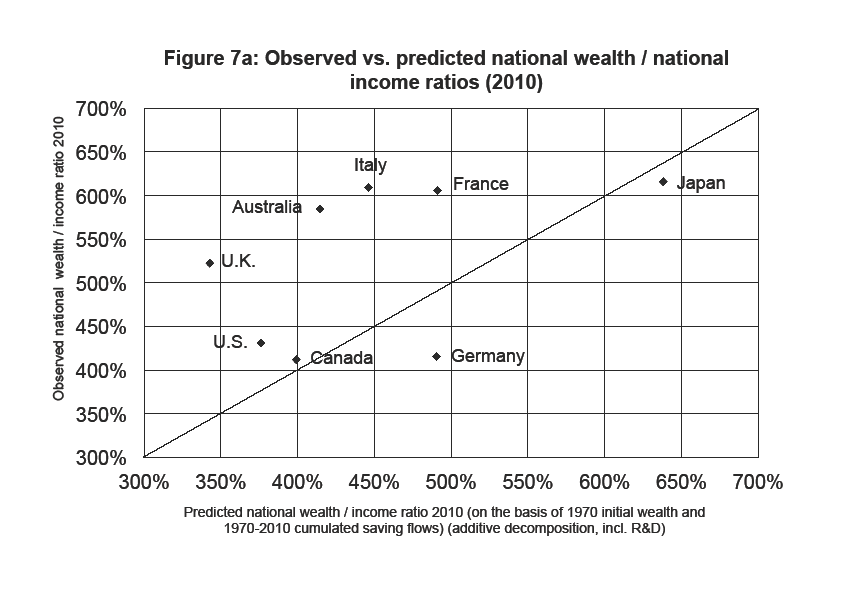 Figure 7a: Observed vs. predicted national wealth / national
income ratios (2010)
Observed national  wealth / income ratio 2010
700%
650%
600%
550%
500%
450%
400%
350%
300%
Italy
France
Japan
Australia
U.K.
U.S.
Canada
Germany
300%
350%
400%
450%
500%
550%
600%
650%
700%
Predicted national wealth / income ratio 2010 (on the basis of 1970 initial wealth and
1970-2010 cumulated saving flows) (additive decomposition, incl. R&D)